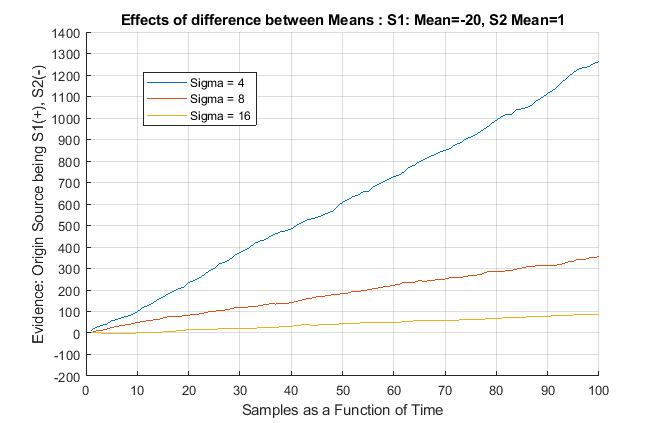 Effects of difference between Means : S1: Mean=-20, S2 Mean=1
1400
1300
1200
1100
1000
900
800
700
600
500
400
300
200
100
0
-100
-200
Evidence: Origin Source being S1(+), S2(-)
Sigma = 4
Sigma = 8
Sigma = 16
0 10 20 30 40 50 60 70 80 90 100
Samples as a Function of Time